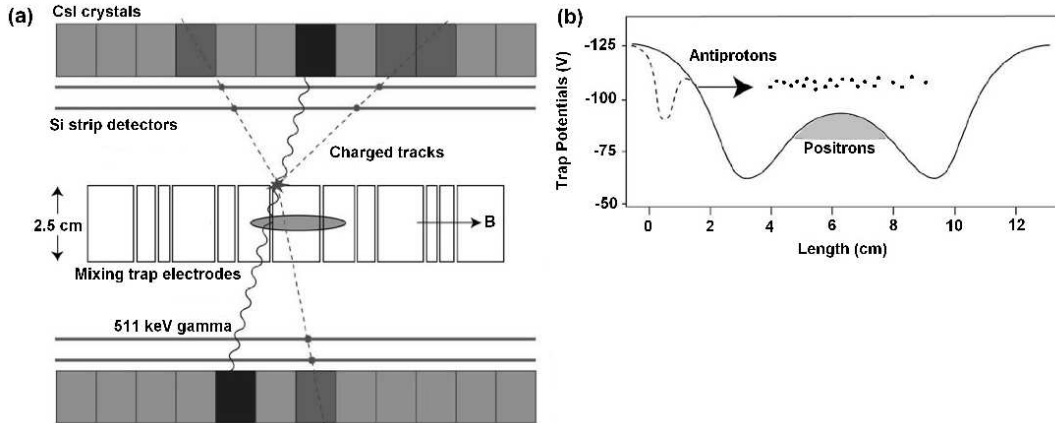 (a)
CsI crystals
Si strip detectors
Charged tracks
2.5 cm
B
Mixing trap electrodes
511 keV gamma
(b)
Trap Potentials (V)
-125
-100
-75
-50
Antiprotons
Positrons
0 2 4 6 8 10 12
Length (cm)